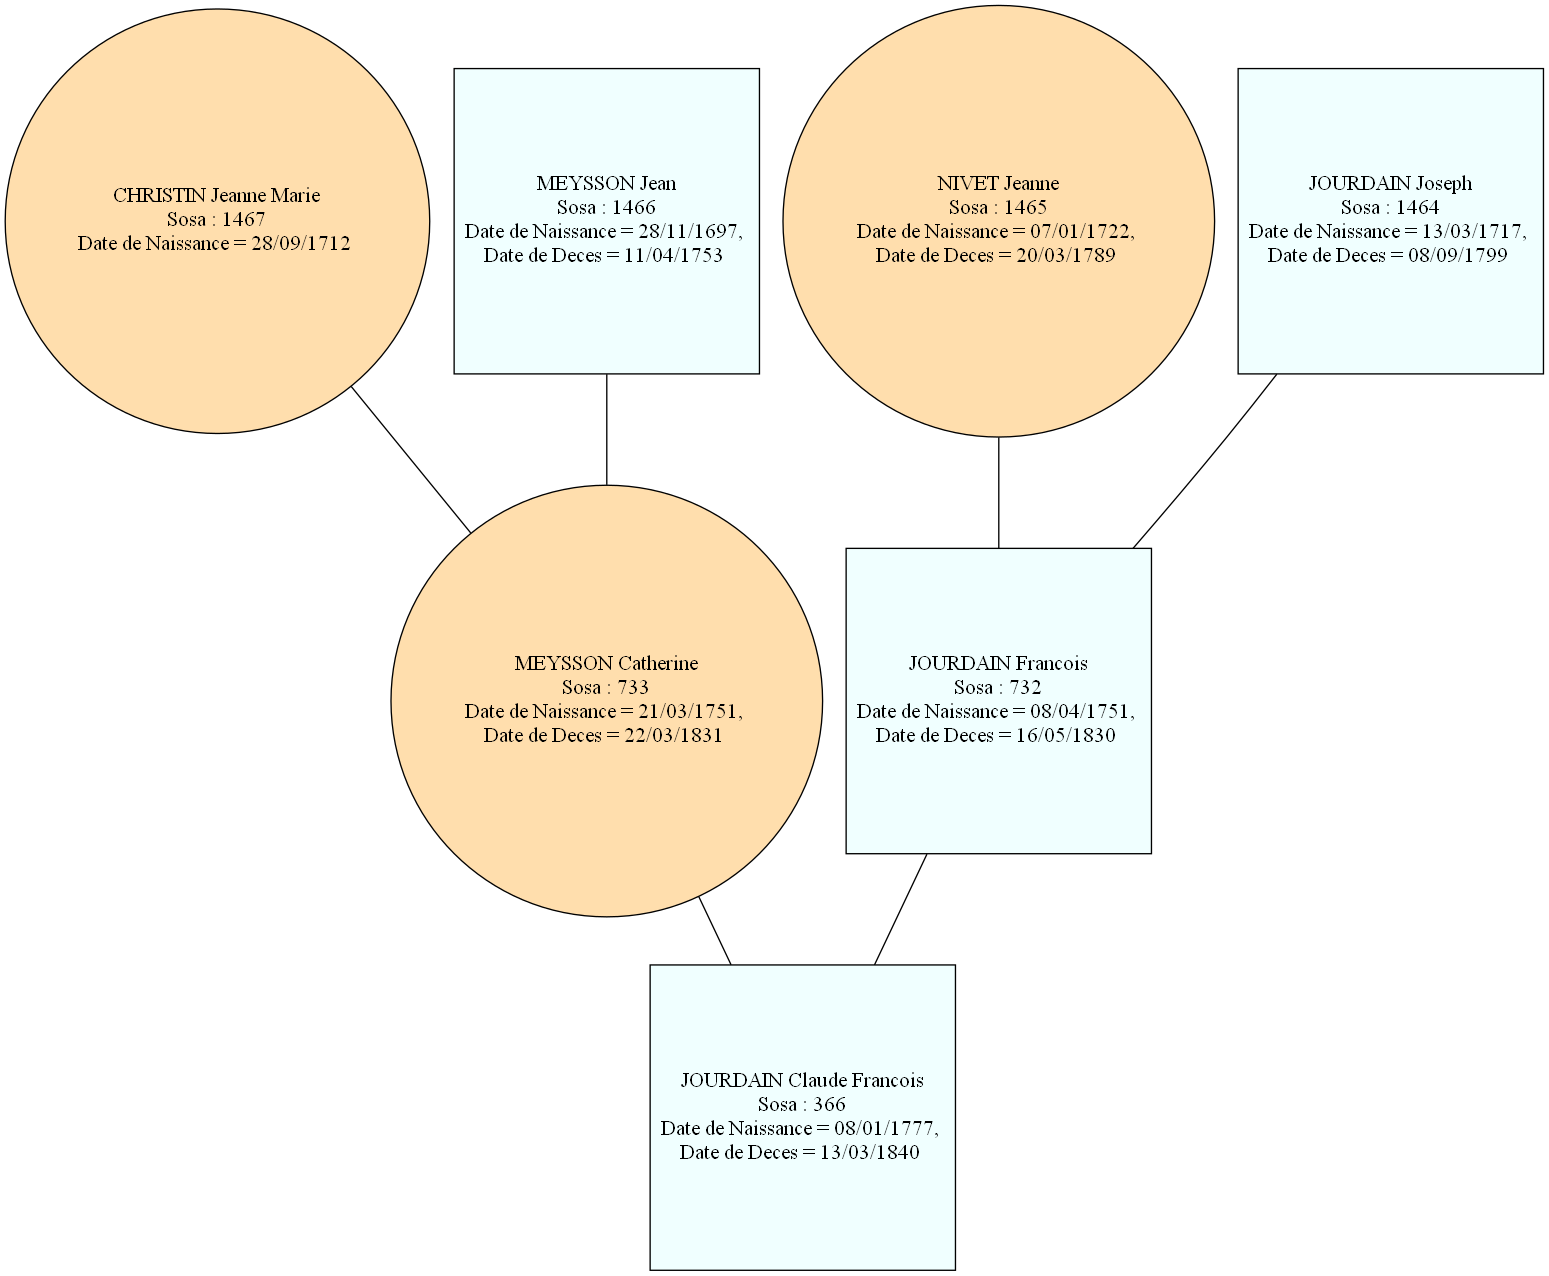 CHRISTIN Jeanne Marie
Sosa : 1467
Date de Naissance = 28/09/1712
MEYSSON Jean
Sosa : 1466
Date de Naissance = 28/11/1697,
Date de Deces = 11/04/1753
NIVET Jeanne
Sosa : 1465
Date de Naissance = 07/01/1722,
Date de Deces = 20/03/1789
JOURDAIN Joseph
Sosa : 1464
Date de Naissance = 13/03/1717,
Date de Deces = 08/09/1799
MEYSSON Catherine
Sosa : 733
Date de Naissance = 21/03/1751,
Date de Deces = 22/03/1831
JOURDAIN Francois
Sosa : 732
Date de Naissance = 08/04/1751,
Date de Deces = 16/05/1830
JOURDAIN Claude Francois
Sosa : 366
Date de Naissance = 08/01/1777,
Date de Deces = 13/03/1840